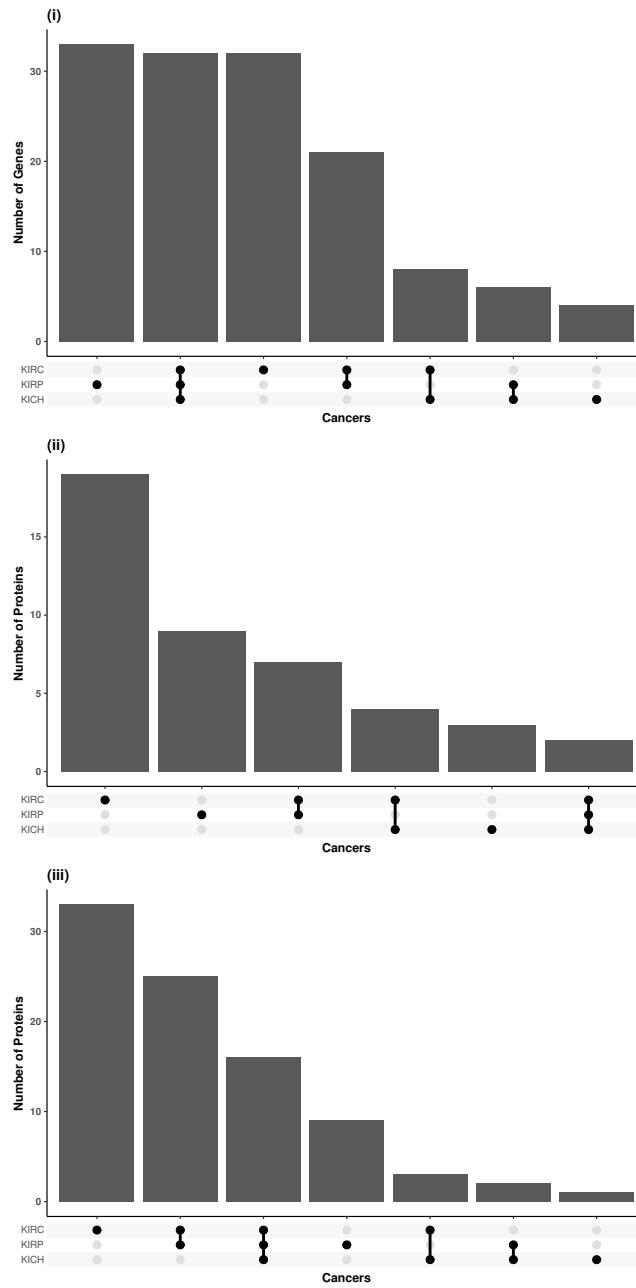 (i)
Number of Genes
30
20
10
0
KIRC
KIRP
KICH
Cancers
(ii)
Number of Proteins
15
10
5
0
KIRC
KIRP
KICH
Cancers
(iii)
Number of Proteins
30
20
10
0
KIRC
KIRP
KICH
Cancers